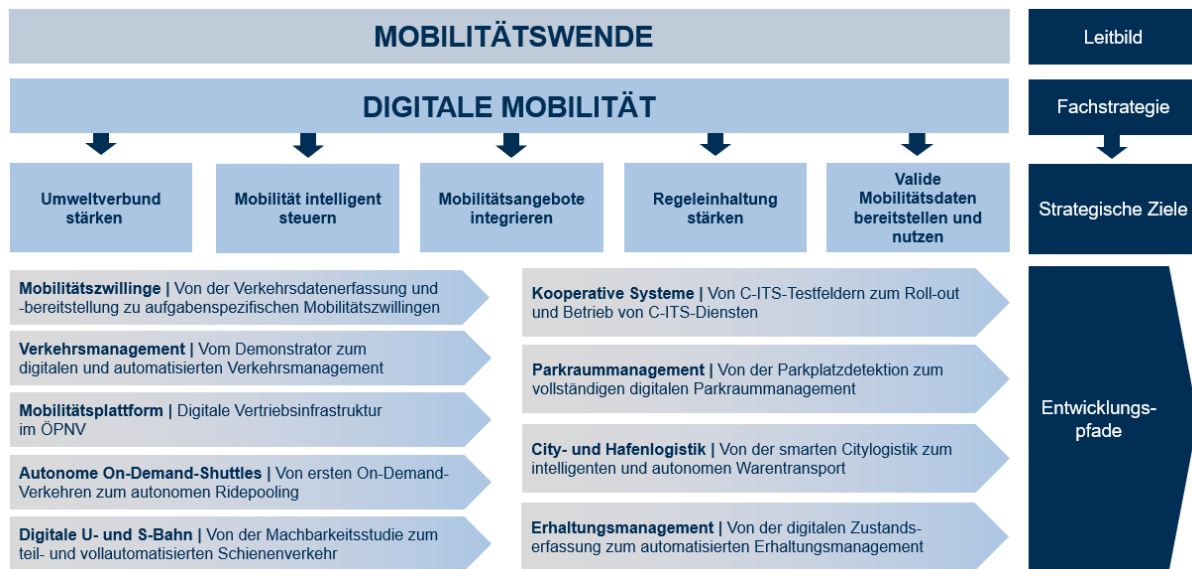 MOBILITÄTSWENDE
Leitbild
DIGITALE MOBILITÄT
Fachstrategie
Umweltverbund
stärken
Mobilität intelligent
steuern
Mobilitätsangebote
integrieren
Regeleinhaltung
stärken
Valide
Mobilitätsdaten
bereitstellen und
nutzen
Strategische Ziele
Mobilitätszwillinge | Von der Verkehrsdatenerfassung und
-bereitstellung zu aufgabenspezifischen Mobilitätszwillingen
Verkehrsmanagement | Vom Demonstrator zum
digitalen und automatisierten Verkehrsmanagement
Mobilitätsplattform | Digitale Vertriebsinfrastruktur
im ÖPNV
Autonome On-Demand-Shuttles | Von ersten On-Demand-
Verkehren zum autonomen Ridepooling
Digitale U- und S-Bahn | Von der Machbarkeitsstudie zum
teil- und vollautomatisierten Schienenverkehr
Kooperative Systeme | Von C-ITS-Testfeldern zum Roll-out
und Betrieb von C-ITS-Diensten
Parkraummanagement | Von der Parkplatzdetektion zum
vollständigen digitalen Parkraummanagement
City- und Hafenlogistik | Von der smarten Citylogistik zum
intelligenten und autonomen Warentransport
Erhaltungsmanagement | Von der digitalen Zustands-
erfassung zum automatisierten Erhaltungsmanagement
Entwicklungs-
pfade